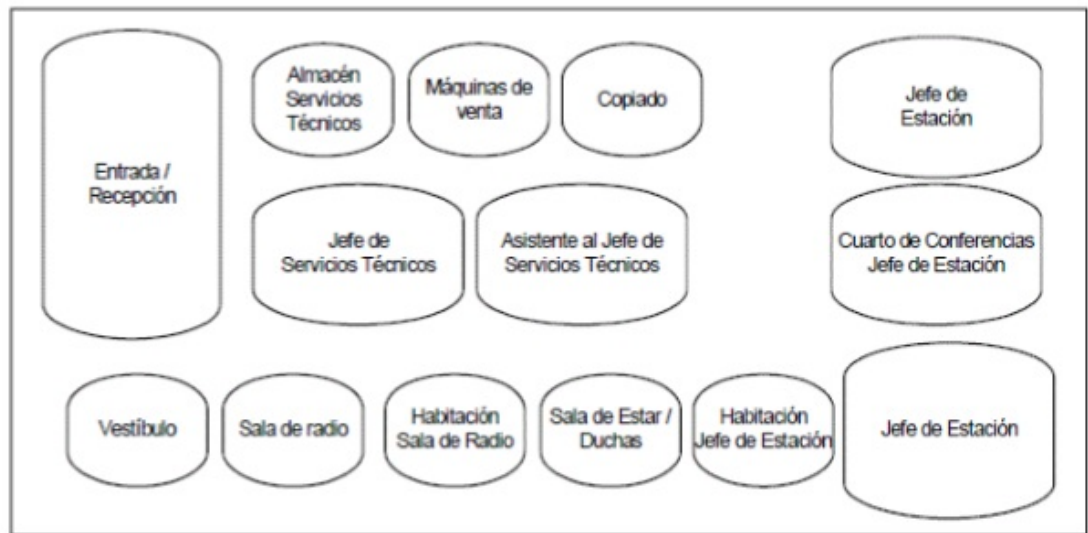 Entrada /
Recepción
Almacén
Servicios
Técnicos
Máquinas de
venta
Copiado
Jefe de
Estación
Jefe de
Servicios Técnicos
Asistente al Jefe de
Servicios Técnicos
Cuarto de Conferencias
Jefe de Estación
Vestíbulo
Sala de radio
Habitación
Sala de Radio
Sala de Estar /
Duchas
Habitación
Jefe de Estación
Jefe de Estación